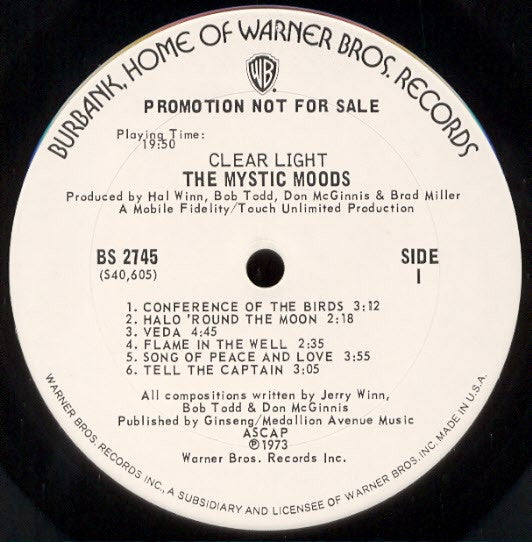 BURBANK, HOME OF WARNER BROS. RECORDS
WB
PROMOTION NOT FOR SALE
Playing Time:
19:50
CLEAR LIGHT
THE MYSTIC MOODS
Produced by Hal Winn, Bob Todd, Don McGinnis & Brad Miller
A Mobile Fidelity/Touch Unlimited Production
BS 2745
(S40,605)
SIDE
1
1. CONFERENCE OF THE BIRDS 3:12
2. HALO 'ROUND THE MOON 2:18
3. VEDA 4:45
4. FLAME IN THE WELL 2:35
5. SONG OF PEACE AND LOVE 3:55
6. TELL THE CAPTAIN 3:05
All compositions written by Jerry Winn,
Bob Todd & Don McGinnis
Published by Ginseng/Medallion Avenue Music
ASCAP
℗1973
Warner Bros. Records Inc.
WARNER BROS. RECORDS INC., A SUBSIDIARY AND LICENSEE OF WARNER BROS. INC. MADE IN U.S.A.